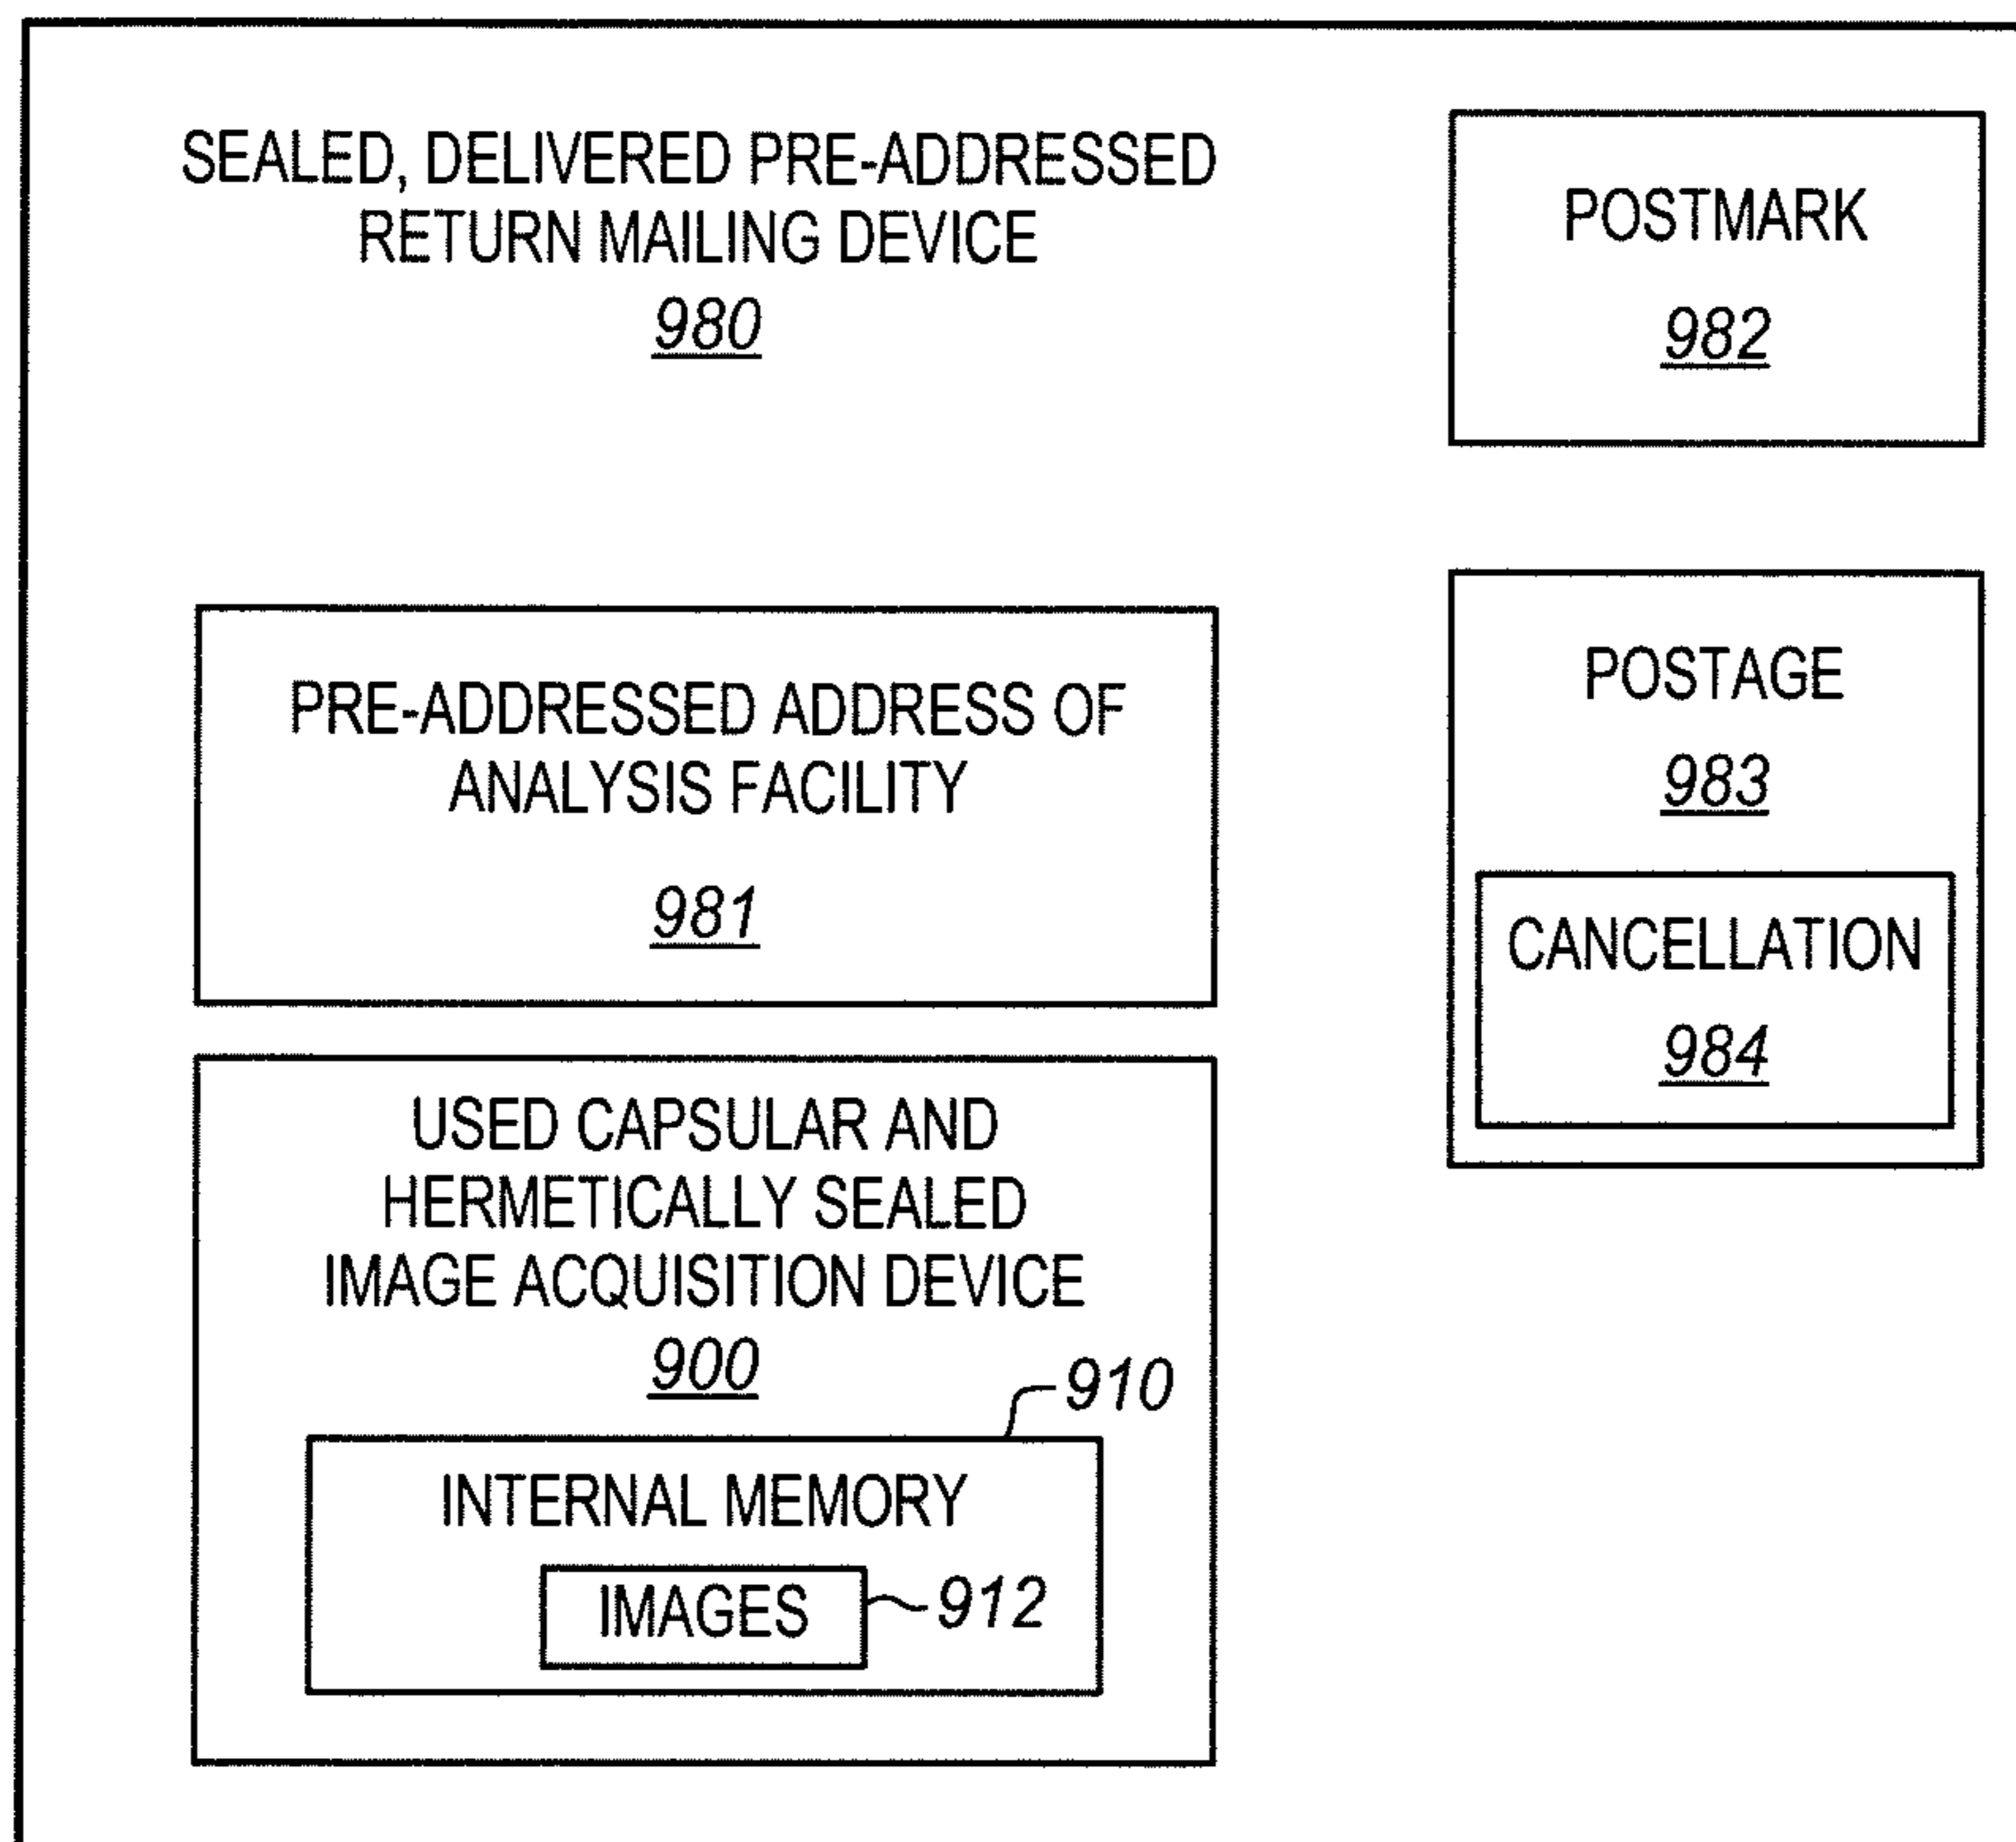 SEALED, DELIVERED PRE-ADDRESSED
RETURN MAILING DEVICE
980
POSTMARK
982
PRE-ADDRESSED ADDRESS OF
ANALYSIS FACILITY
981
POSTAGE
983
CANCELLATION
984
USED CAPSULAR AND
HERMETICALLY SEALED
IMAGE ACQUISITION DEVICE
900
910
INTERNAL MEMORY
IMAGES
912